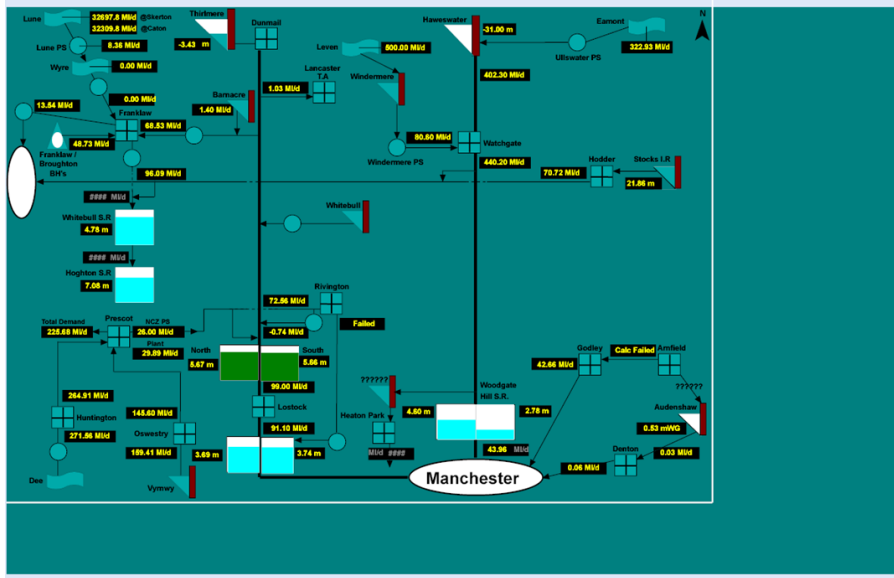 Lune
32697.8 Ml/d @Skerton
32309.8 Ml/d @Caton
Thirlmere
-3.43 m
Dunmail
Haweswater
-31.00 m
Eamont
N
Lune PS
8.36 Ml/d
Leven
500.00 Ml/d
Ullswater PS
322.93 Ml/d
Wyre
0.00 Ml/d
Lancaster
T.A
1.03 Ml/d
Windermere
402.30 Ml/d
0.00 Ml/d
Barnacre
1.40 Ml/d
13.54 Ml/d
Franklaw
68.53 Ml/d
80.60 Ml/d
Watchgate
48.73 Ml/d
Franklaw /
Broughton
BH's
Windermere PS
440.20 Ml/d
96.09 Ml/d
70.72 Ml/d
Hodder
Stocks I.R
21.86 m
#### Ml/d
Whitebull S.R
4.78 m
Whitebull
#### Ml/d
Hoghton S.R
7.08 m
Rivington
72.56 Ml/d
Failed
Total Demand
225.68 Ml/d
Prescot
NCZ PS
26.00 Ml/d
Plant
29.89 Ml/d
-0.74 Ml/d
North
5.67 m
South
5.66 m
Godley
42.66 Ml/d
Calc Failed
Arnfield
??????
??????
99.00 Ml/d
Lostock
91.10 Ml/d
264.91 Ml/d
Huntington
271.56 Ml/d
145.60 Ml/d
Oswestry
159.41 Ml/d
Heaton Park
Ml/d ####
Woodgate
Hill S.R.
4.60 m
2.78 m
43.96 Ml/d
Audenshaw
0.53 mWG
0.03 Ml/d
Denton
0.06 Ml/d
3.69 m
3.74 m
Dee
Vyrnwy
Manchester